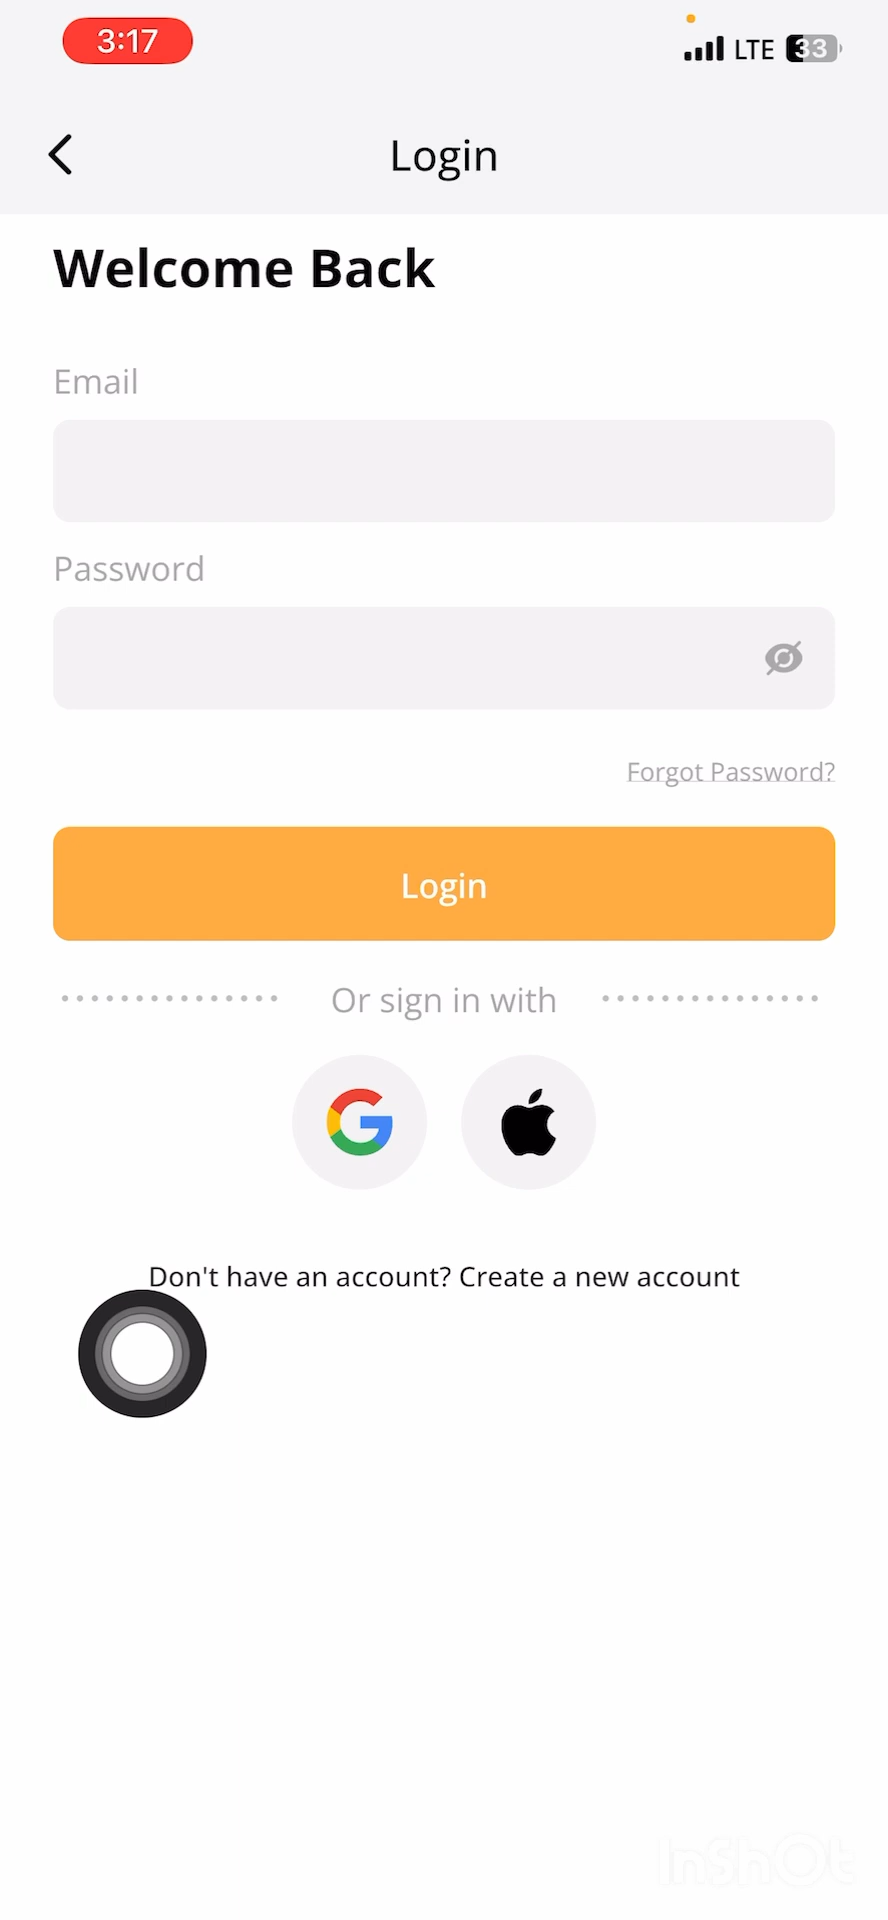 3:17
LTE 33
Login
Welcome Back
Email
Password
Forgot Password?
Login
Or sign in with
Don't have an account? Create a new account
InShOt